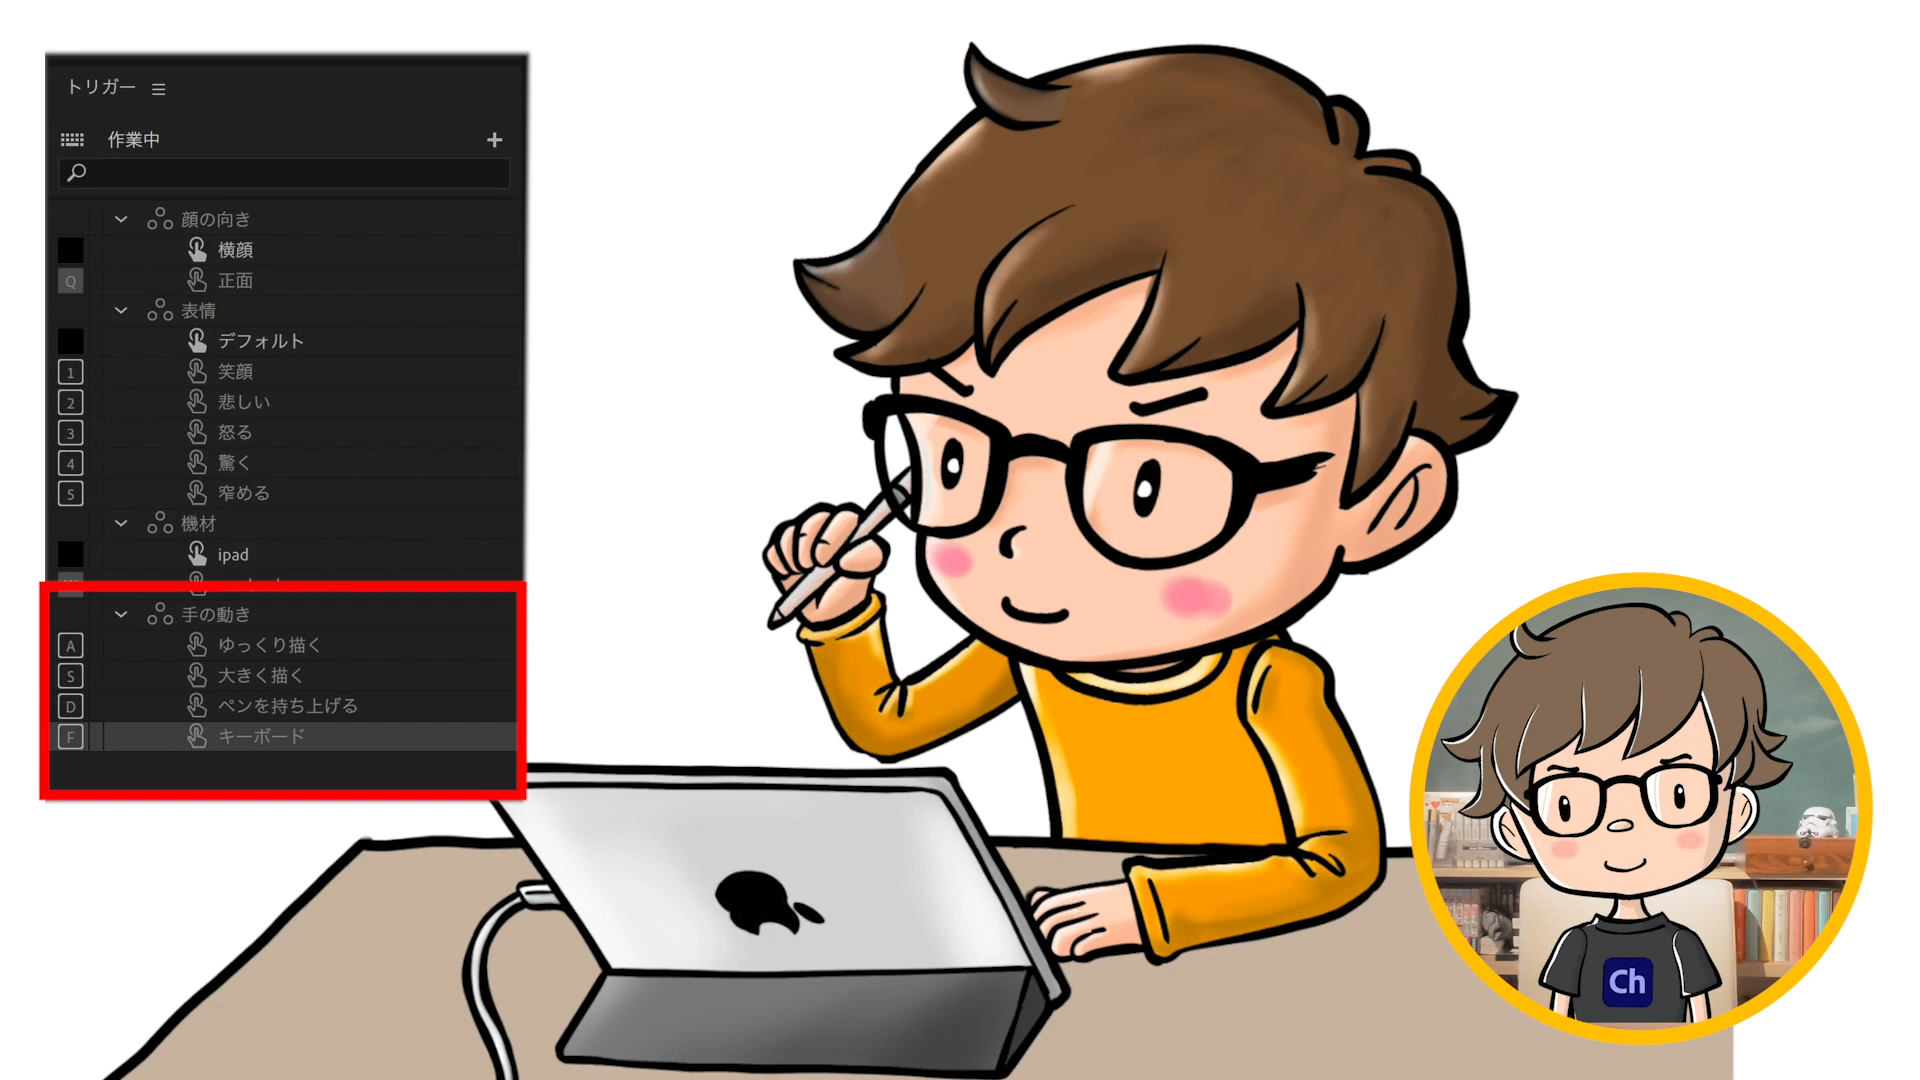 トリガー
作業中
顔の向き
横顔
Q 正面
表情
デフォルト
1 笑顔
2 悲しい
3 怒る
4 驚く
5 窄める
機材
ipad
手の動き
A ゆっくり描く
S 大きく描く
D ペンを持ち上げる
F キーボード
Ch